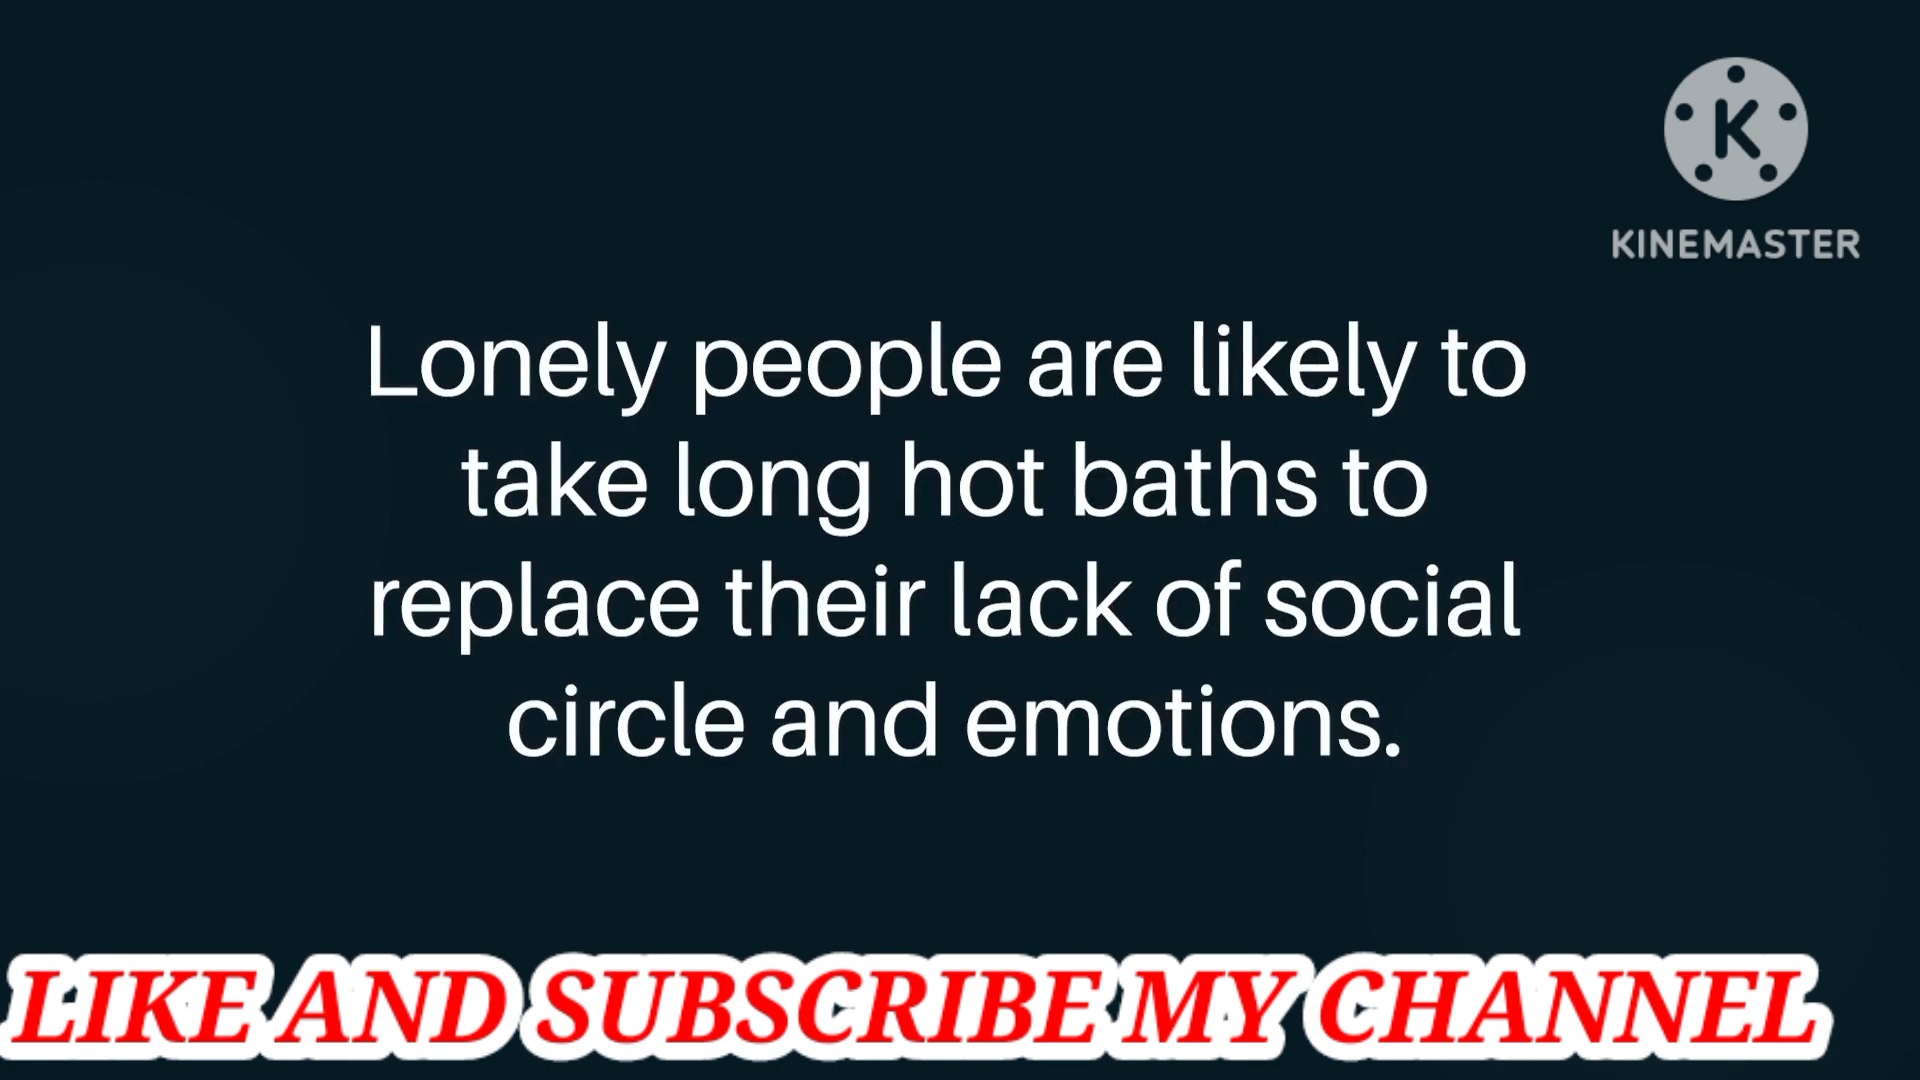 K
KINEMASTER
Lonely people are likely to
take long hot baths to
replace their lack of social
circle and emotions.
LIKE AND SUBSCRIBE MY CHANNEL